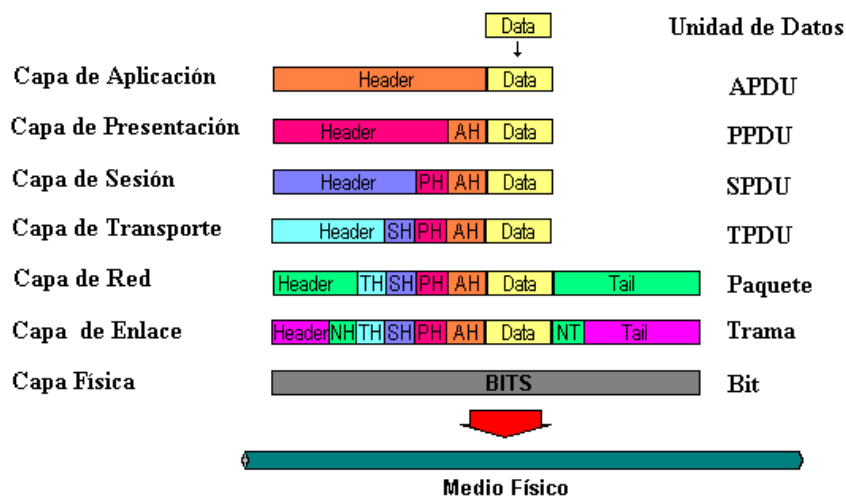 Data Unidad de Datos
Capa de Aplicación Header Data APDU
Capa de Presentación Header AH Data PPDU
Capa de Sesión Header PH AH Data SPDU
Capa de Transporte Header SH PH AH Data TPDU
Capa de Red Header TH SH PH AH Data Tail Paquete
Capa de Enlace Header NH TH SH PH AH Data NT Tail Trama
Capa Física BITS Bit
Medio Físico